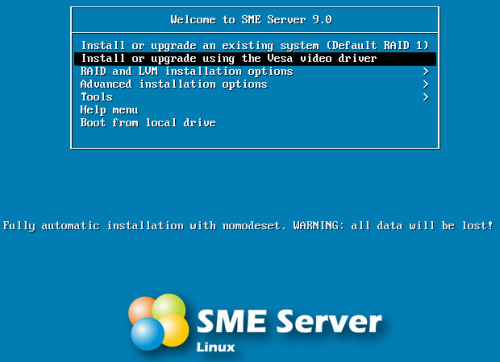 Welcome to SME Server 9.0
Install or upgrade an existing system (Default RAID 1)
Install or upgrade using the Vesa video driver
RAID and LVM installation options >
Advanced installation options >
Tools >
Help menu
Boot from local drive
Fully automatic installation with nomodeset. WARNING: all data will be lost!
SME Server
Linux